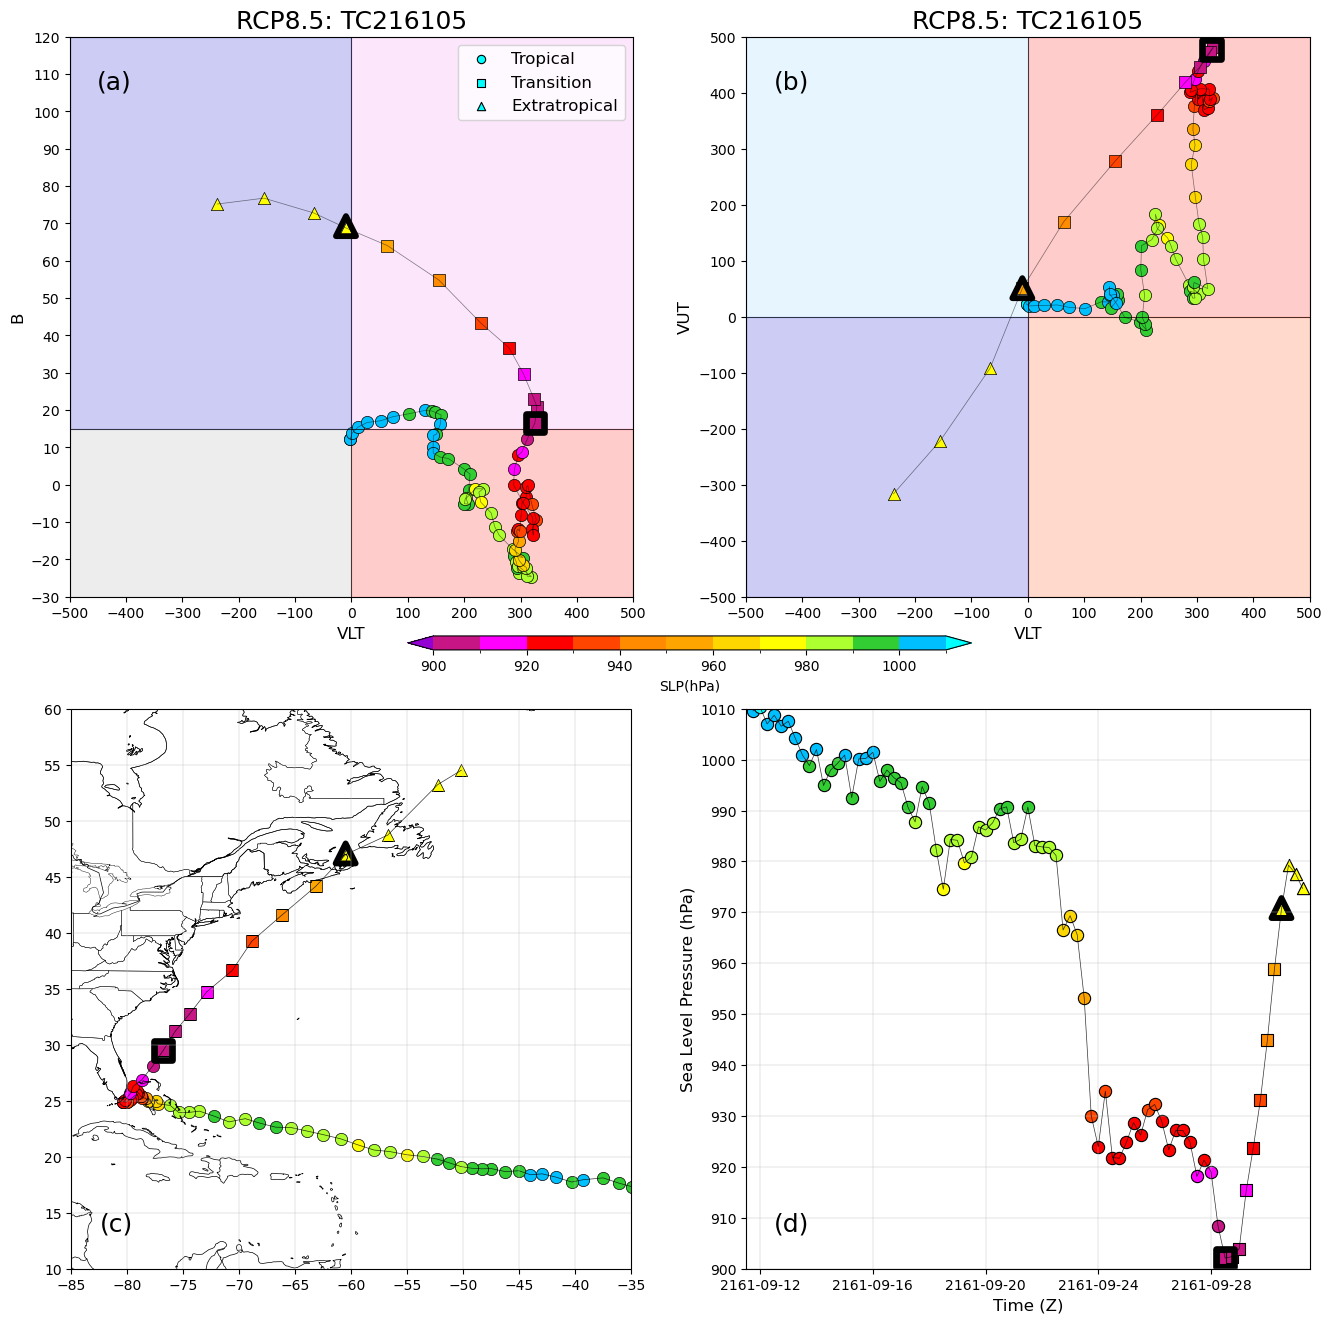 RCP8.5: TC216105
120
110
100
90
80
70
60
50
40
30
20
10
0
−10
−20
−30
B
(a)
Tropical
Transition
Extratropical
−500 −400 −300 −200 −100 0 100 200 300 400 500
VLT
RCP8.5: TC216105
500
400
300
200
100
0
−100
−200
−300
−400
−500
VUT
(b)
−500 −400 −300 −200 −100 0 100 200 300 400 500
VLT
900 920 940 960 980 1000
SLP(hPa)
60
55
50
45
40
35
30
25
20
15
10
(c)
−85 −80 −75 −70 −65 −60 −55 −50 −45 −40 −35
1010
1000
990
980
970
960
950
940
930
920
910
900
Sea Level Pressure (hPa)
(d)
2161-09-12 2161-09-16 2161-09-20 2161-09-24 2161-09-28
Time (Z)